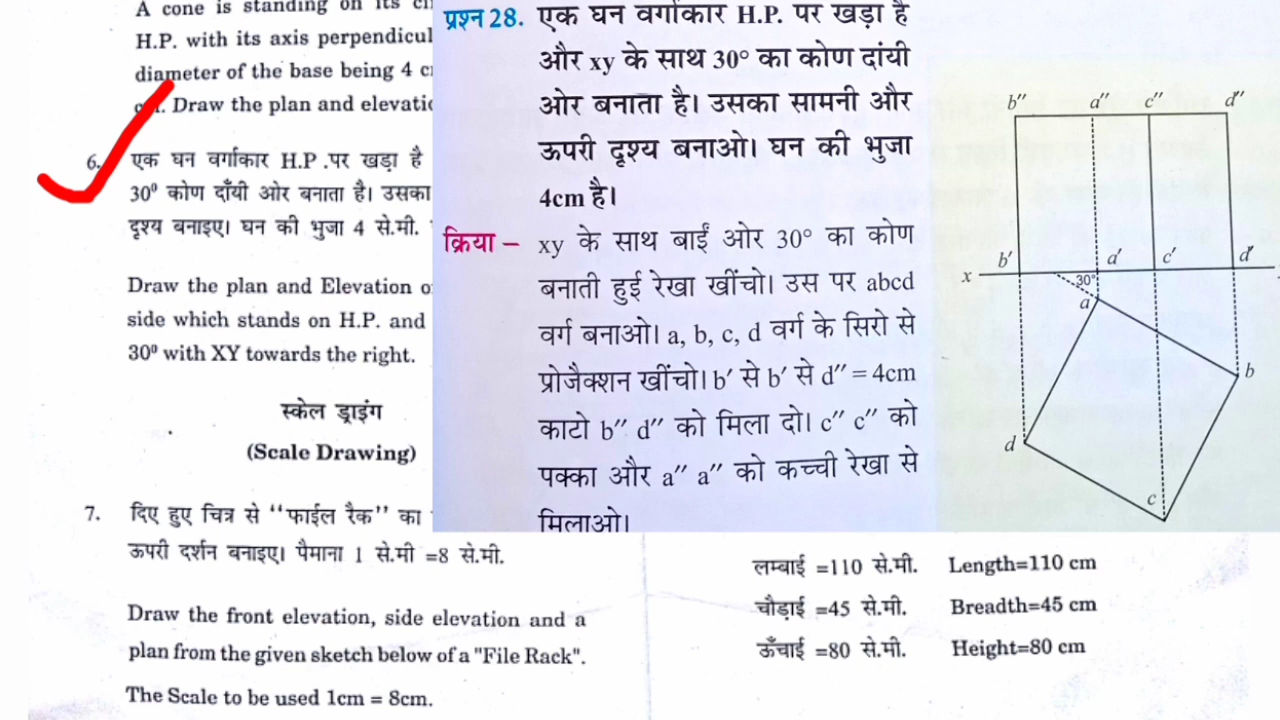 A cone is standing on its
H.P. with its axis perpendicul
diameter of the base being 4
Draw the plan and elevatio
6. एक घन वर्गाकार H.P .पर खड़ा है
30⁰ कोण दाँयी ओर बनाता है। उसका
दृश्य बनाइए। घन की भुजा 4 से.मी.
Draw the plan and Elevation o
side which stands on H.P. and
30⁰ with XY towards the right.
स्केल ड्राइंग
(Scale Drawing)
7. दिए हुए चित्र से ‘‘फाईल रैक’’ का
ऊपरी दर्शन बनाइए। पैमाना 1 से.मी =8 से.मी.
Draw the front elevation, side elevation and a
plan from the given sketch below of a "File Rack".
The Scale to be used 1cm = 8cm.
प्रश्न 28. एक घन वर्गाकार H.P. पर खड़ा है
और xy के साथ 30° का कोण दांयी
ओर बनाता है। उसका सामनी और
ऊपरी दृश्य बनाओ। घन की भुजा
4cm है।
क्रिया – xy के साथ बाईं ओर 30° का कोण
बनाती हुई रेखा खींचो। उस पर abcd
वर्ग बनाओ। a, b, c, d वर्ग के सिरो से
प्रोजैक्शन खींचो। b′ से b′ से d″ = 4cm
काटो b″ d″ को मिला दो। c″ c″ को
पक्का और a″ a″ को कच्ची रेखा से
मिलाओ।
b″ a″ c″ d″
x b′ a′ c′ d′
30°
a
b
d
c
लम्बाई =110 से.मी. Length=110 cm
चौड़ाई =45 से.मी. Breadth=45 cm
ऊँचाई =80 से.मी. Height=80 cm